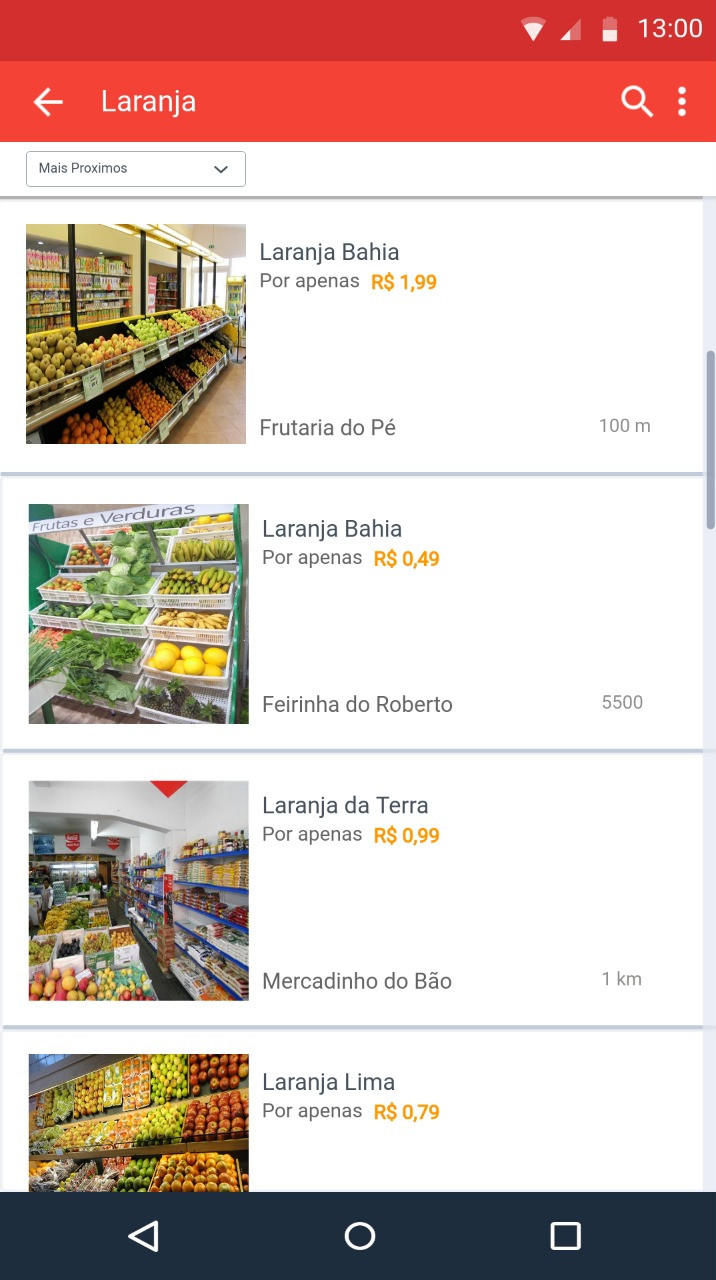 13:00
Laranja
Mais Proximos
Laranja Bahia
Por apenas R$ 1,99
Frutaria do Pé
100 m
Frutas e Verduras
Laranja Bahia
Por apenas R$ 0,49
Feirinha do Roberto
5500
Laranja da Terra
Por apenas R$ 0,99
Mercadinho do Bão
1 km
Laranja Lima
Por apenas R$ 0,79